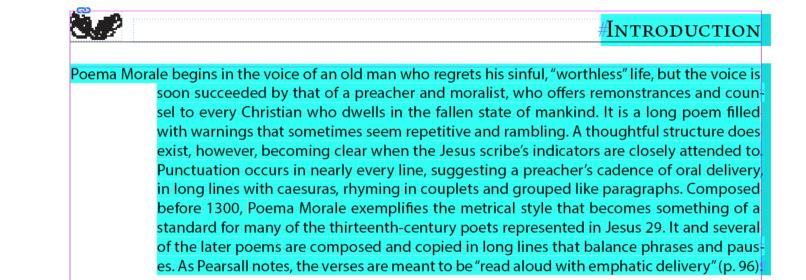 #Introduction
Poema Morale begins in the voice of an old man who regrets his sinful, “worthless” life, but the voice is
soon succeeded by that of a preacher and moralist, who offers remonstrances and coun-
sel to every Christian who dwells in the fallen state of mankind. It is a long poem filled
with warnings that sometimes seem repetitive and rambling. A thoughtful structure does
exist, however, becoming clear when the Jesus scribe’s indicators are closely attended to.
Punctuation occurs in nearly every line, suggesting a preacher’s cadence of oral delivery,
in long lines with caesuras, rhyming in couplets and grouped like paragraphs. Composed
before 1300, Poema Morale exemplifies the metrical style that becomes something of a
standard for many of the thirteenth-century poets represented in Jesus 29. It and several
of the later poems are composed and copied in long lines that balance phrases and paus-
es. As Pearsall notes, the verses are meant to be “read aloud with emphatic delivery” (p. 96).